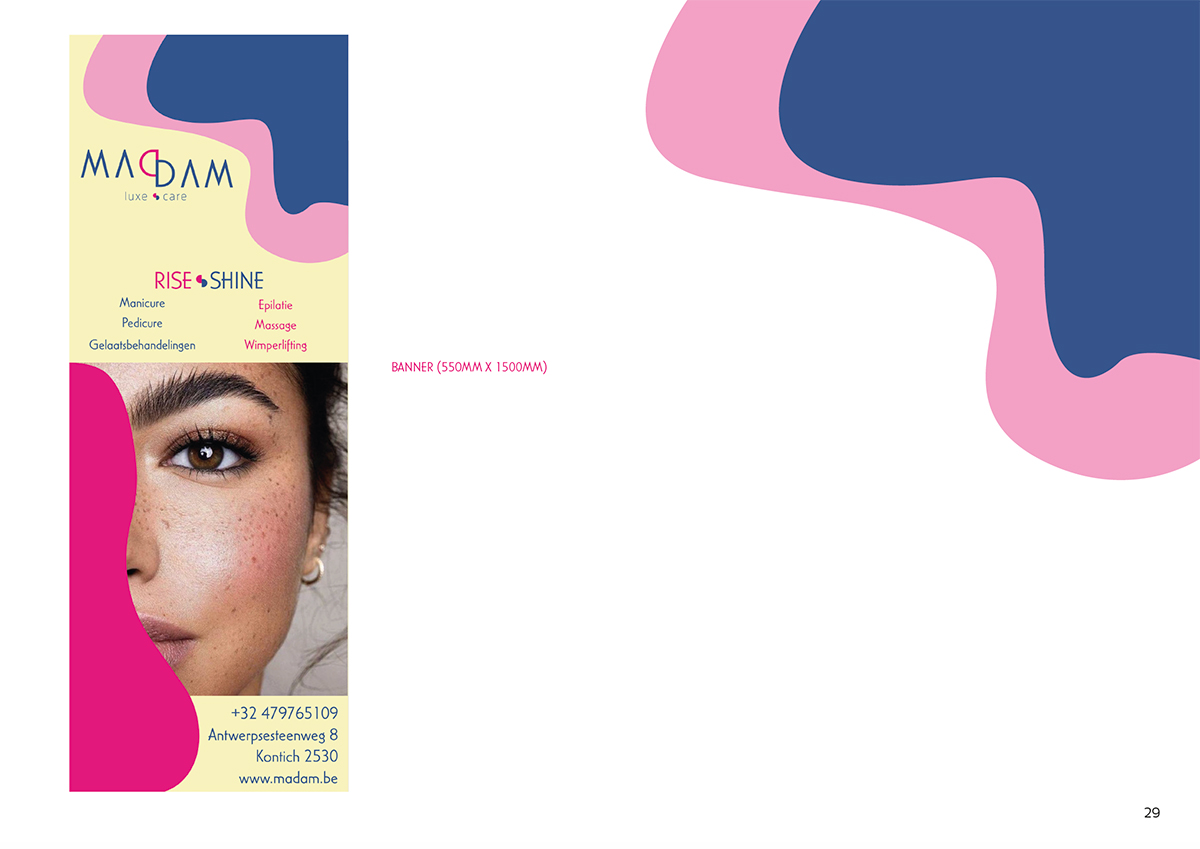 MADDAM
luxe care
RISE SHINE
Manicure
Pedicure
Gelaatsbehandelingen
Epilatie
Massage
Wimperlifting
BANNER (550MM X 1500MM)
+32 479765109
Antwerpsesteenweg 8
Kontich 2530
www.madam.be
29